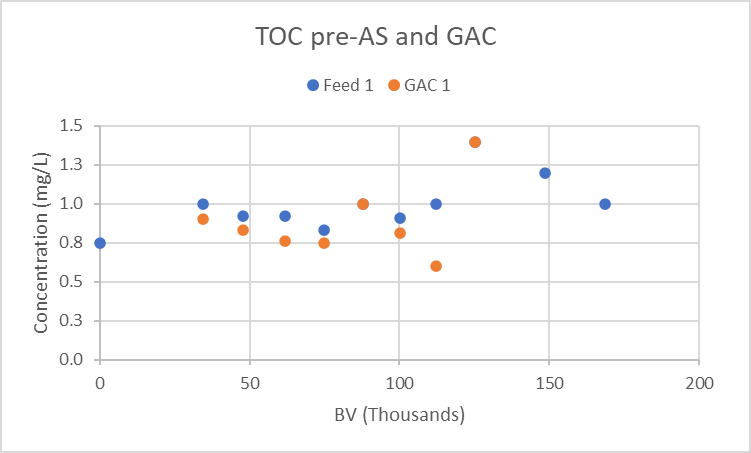 TOC pre-AS and GAC
Feed 1 GAC 1
1.5
1.3
1.0
0.8
0.5
0.3
0.0
Concentration (mg/L)
0 50 100 150 200
BV (Thousands)